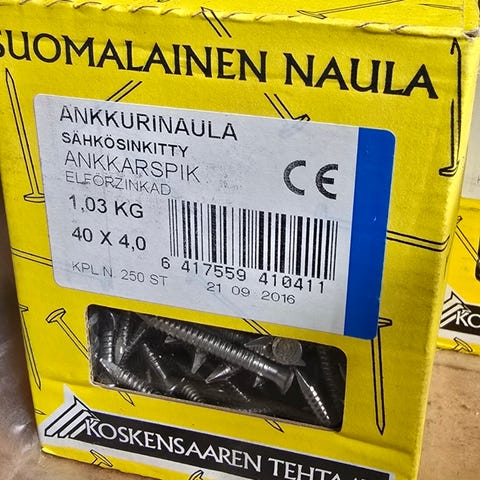 SUOMALAINEN NAULA
ANKKURINAULA
SÄHKÖSINKITTY
ANKKARSPIK
ELFÖRZINKAD
CE
1,03 KG
40 X 4,0
6 417559 410411
KPL N. 250 ST
21 09 2016
KOSKENSAAREN
KO